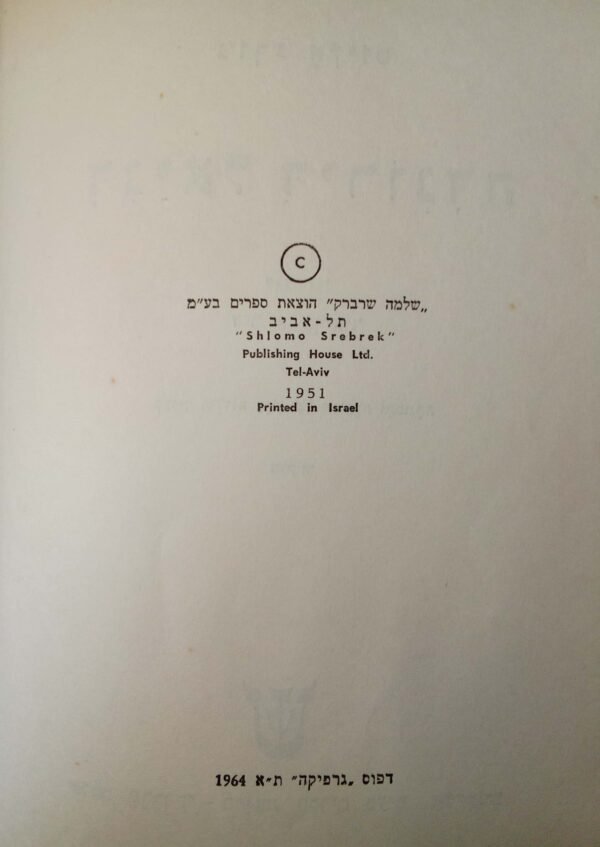 ©
„שלמה שרברק״ הוצאת ספרים בע״מ
תל-אביב
"Shlomo Srebrek"
Publishing House Ltd.
Tel-Aviv
1951
Printed in Israel
דפוס „גרפיקה״ ת״א 1964